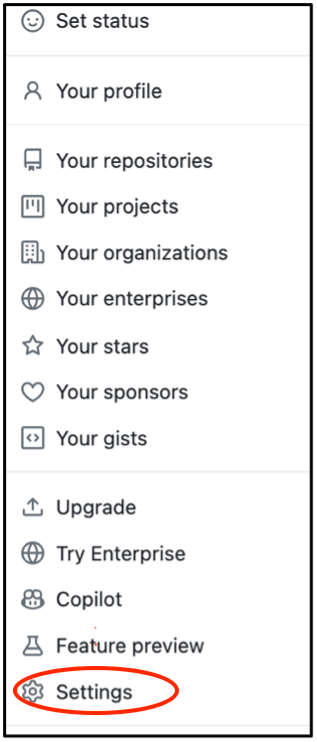 Set status
Your profile
Your repositories
Your projects
Your organizations
Your enterprises
Your stars
Your sponsors
Your gists
Upgrade
Try Enterprise
Copilot
Feature preview
Settings